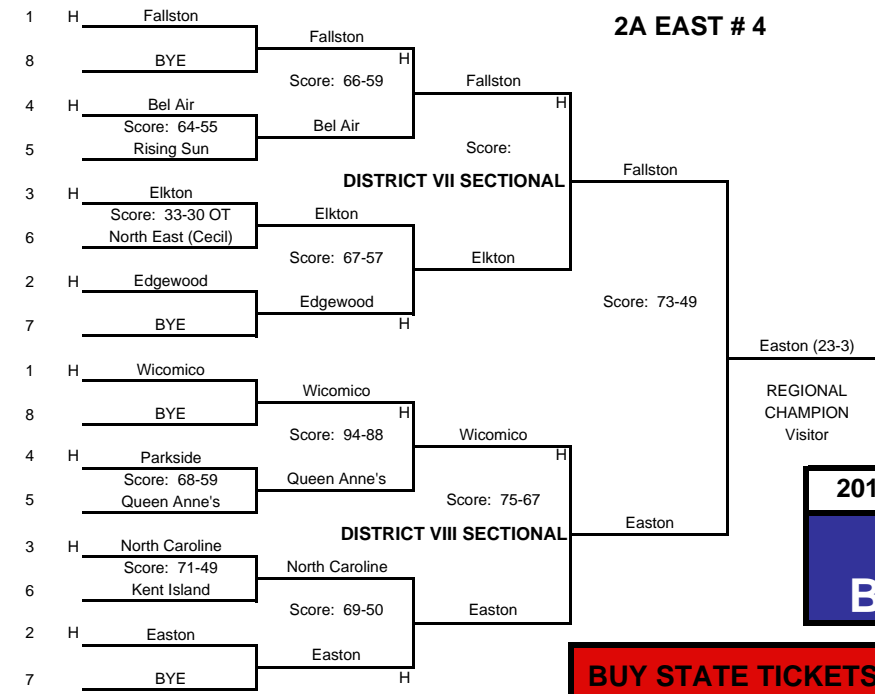 2A EAST # 4
1 H Fallston
Fallston
8 BYE
H
Score: 66-59
Fallston
4 H Bel Air
H
Score: 64-55
Bel Air
5 Rising Sun
Score:
Fallston
DISTRICT VII SECTIONAL
3 H Elkton
Score: 33-30 OT
Elkton
6 North East (Cecil)
Score: 67-57
Elkton
2 H Edgewood
Edgewood
Score: 73-49
7 BYE
H
Easton (23-3)
1 H Wicomico
Wicomico
REGIONAL
8 BYE
H
CHAMPION
Score: 94-88
Wicomico
Visitor
4 H Parkside
H
Score: 68-59
Queen Anne's
201
5 Queen Anne's
Score: 75-67
Easton
DISTRICT VIII SECTIONAL
3 H North Caroline
Score: 71-49
North Caroline
6 Kent Island
B
Score: 69-50
Easton
2 H Easton
Easton
7 BYE
H
BUY STATE TICKETS